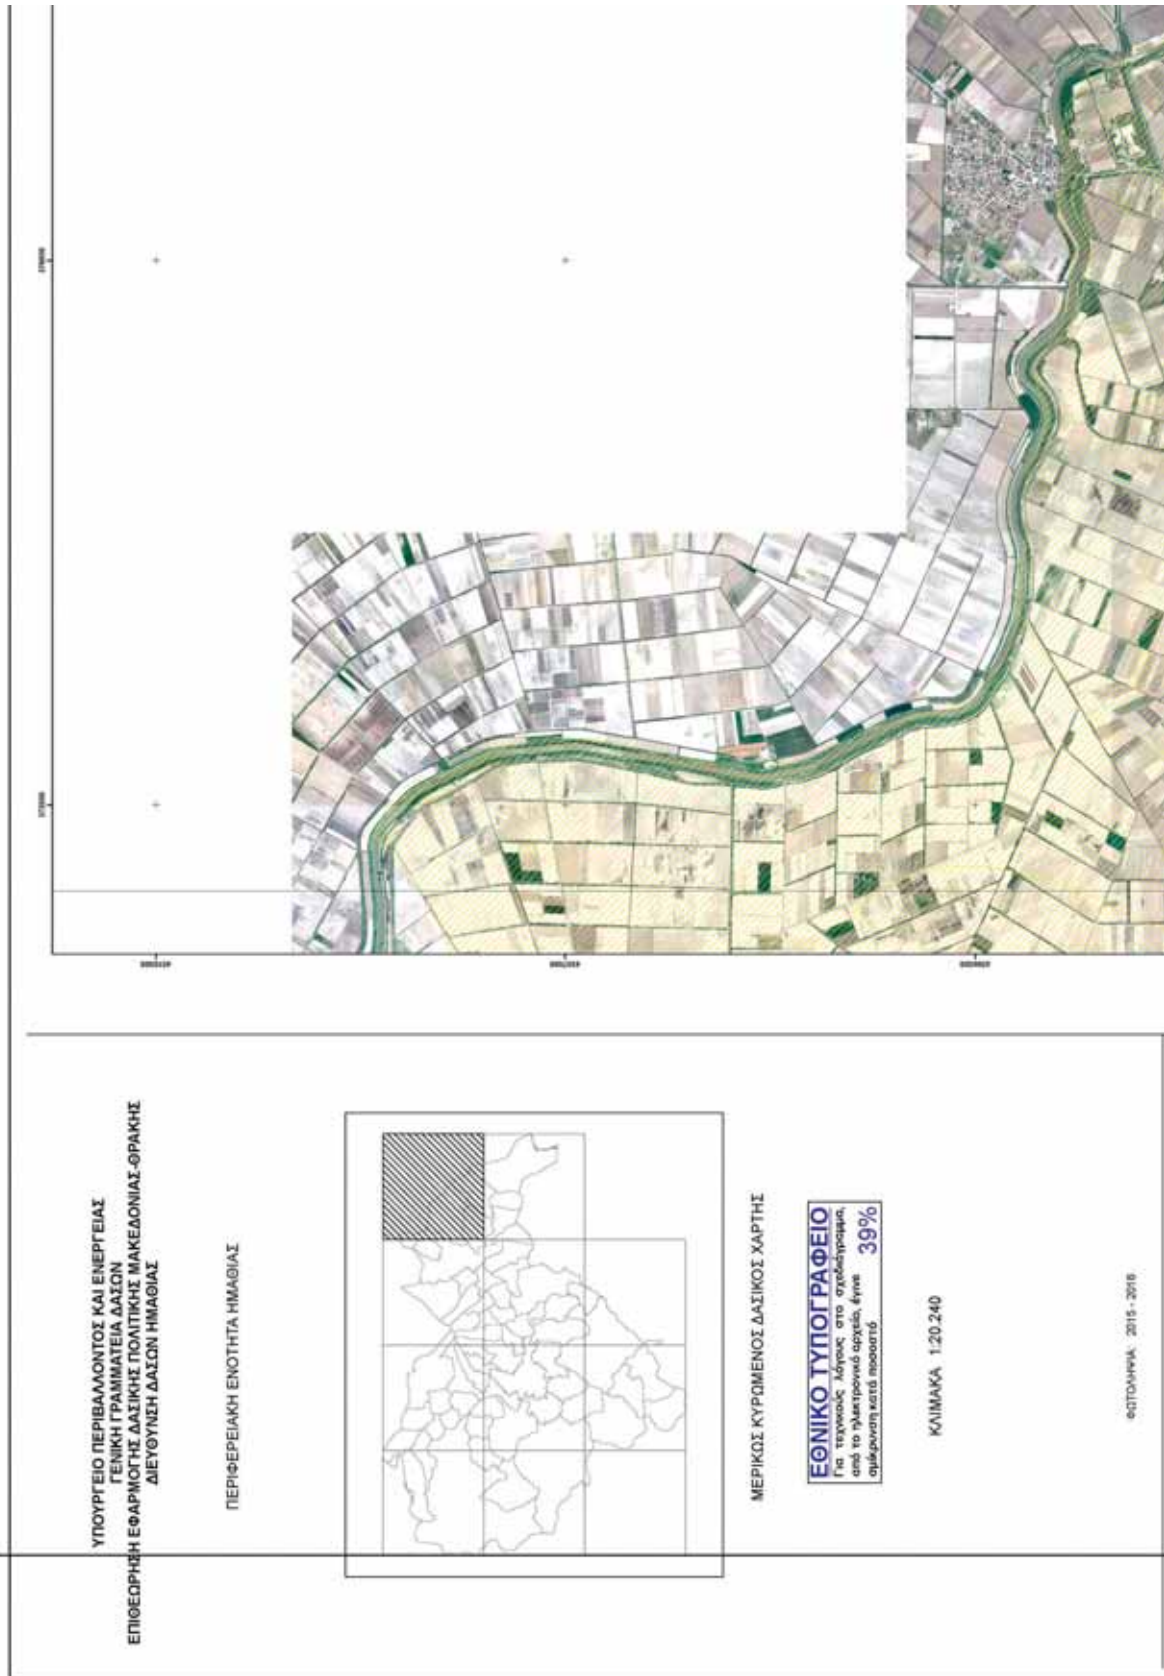 ΥΠΟΥΡΓΕΙΟ ΠΕΡΙΒΑΛΛΟΝΤΟΣ ΚΑΙ ΕΝΕΡΓΕΙΑΣ
ΓΕΝΙΚΗ ΓΡΑΜΜΑΤΕΙΑ ΔΑΣΩΝ
ΕΠΙΘΕΩΡΗΣΗ ΕΦΑΡΜΟΓΗΣ ΔΑΣΙΚΗΣ ΠΟΛΙΤΙΚΗΣ ΜΑΚΕΔΟΝΙΑΣ-ΘΡΑΚΗΣ
ΔΙΕΥΘΥΝΣΗ ΔΑΣΩΝ ΗΜΑΘΙΑΣ
ΠΕΡΙΦΕΡΕΙΑΚΗ ΕΝΟΤΗΤΑ ΗΜΑΘΙΑΣ
ΜΕΡΙΚΩΣ ΚΥΡΩΜΕΝΟΣ ΔΑΣΙΚΟΣ ΧΑΡΤΗΣ
ΕΘΝΙΚΟ ΤΥΠΟΓΡΑΦΕΙΟ
Για τεχνικούς λόγους στο σχεδιάγραμμα,
από το ηλεκτρονικό αρχείο, έγινε
σμίκρυνση κατά ποσοστό 39%
ΚΛΙΜΑΚΑ 1:20.240
ΦΩΤΟΛΗΨΙΑ: 2015 - 2016